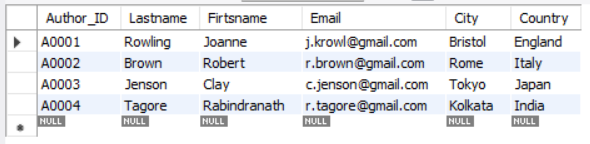 Author_ID Lastname Firtsname Email City Country
A0001 Rowling Joanne j.krowl@gmail.com Bristol England
A0002 Brown Robert r.brown@gmail.com Rome Italy
A0003 Jenson Clay c.jenson@gmail.com Tokyo Japan
A0004 Tagore Rabindranath r.tagore@gmail.com Kolkata India
NULL NULL NULL NULL NULL NULL